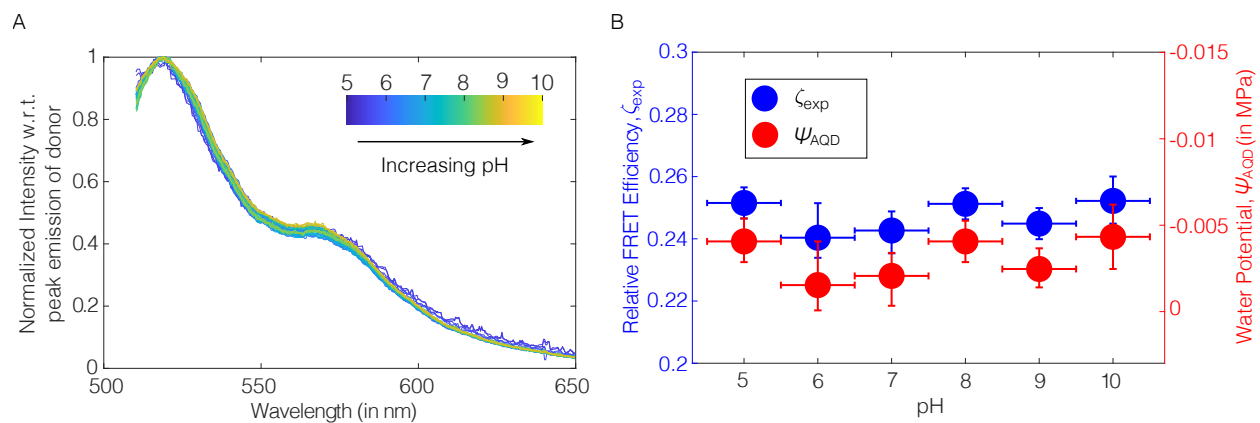 A
Normalized Intensity w.r.t.
peak emission of donor
1
0.8
0.6
0.4
0.2
0
500
550
600
650
Wavelength (in nm)
5 6 7 8 9 10
Increasing pH
B
Relative FRET Efficiency, ζexp
0.3
0.28
0.26
0.24
0.22
0.2
ζexp
ψAQD
5 6 7 8 9 10
pH
-0.015
-0.01
-0.005
0
Water Potential, ψAQD (in MPa)